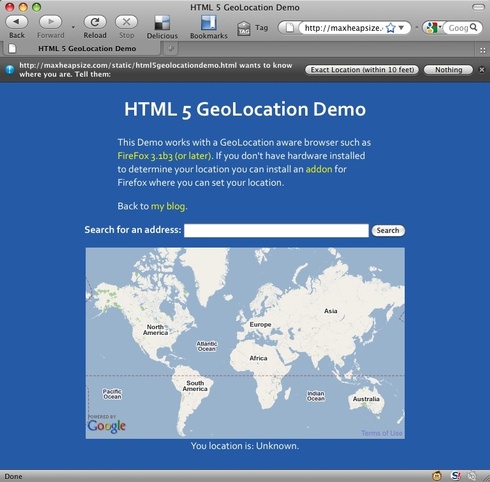 HTML 5 GeoLocation Demo
Back
Forward
Reload
Stop
Delicious
Bookmarks
TAG
Tag
http://maxheapsize.
Goog
HTML 5 GeoLocation Demo
http://maxheapsize.com/static/html5geolocationdemo.html wants to know
where you are. Tell them:
Exact Location (within 10 feet)
Nothing
HTML 5 GeoLocation Demo
This Demo works with a GeoLocation aware browser such as
FireFox 3.1b3 (or later). If you don't have hardware installed
to determine your location you can install an addon for
Firefox where you can set your location.
Back to my blog.
Search for an address:
Search
North
America
Atlantic
Ocean
Europe
Asia
Africa
Pacific
Ocean
South
America
Indian
Ocean
Australia
POWERED BY
Google
Terms of Use
You location is: Unknown.
Done